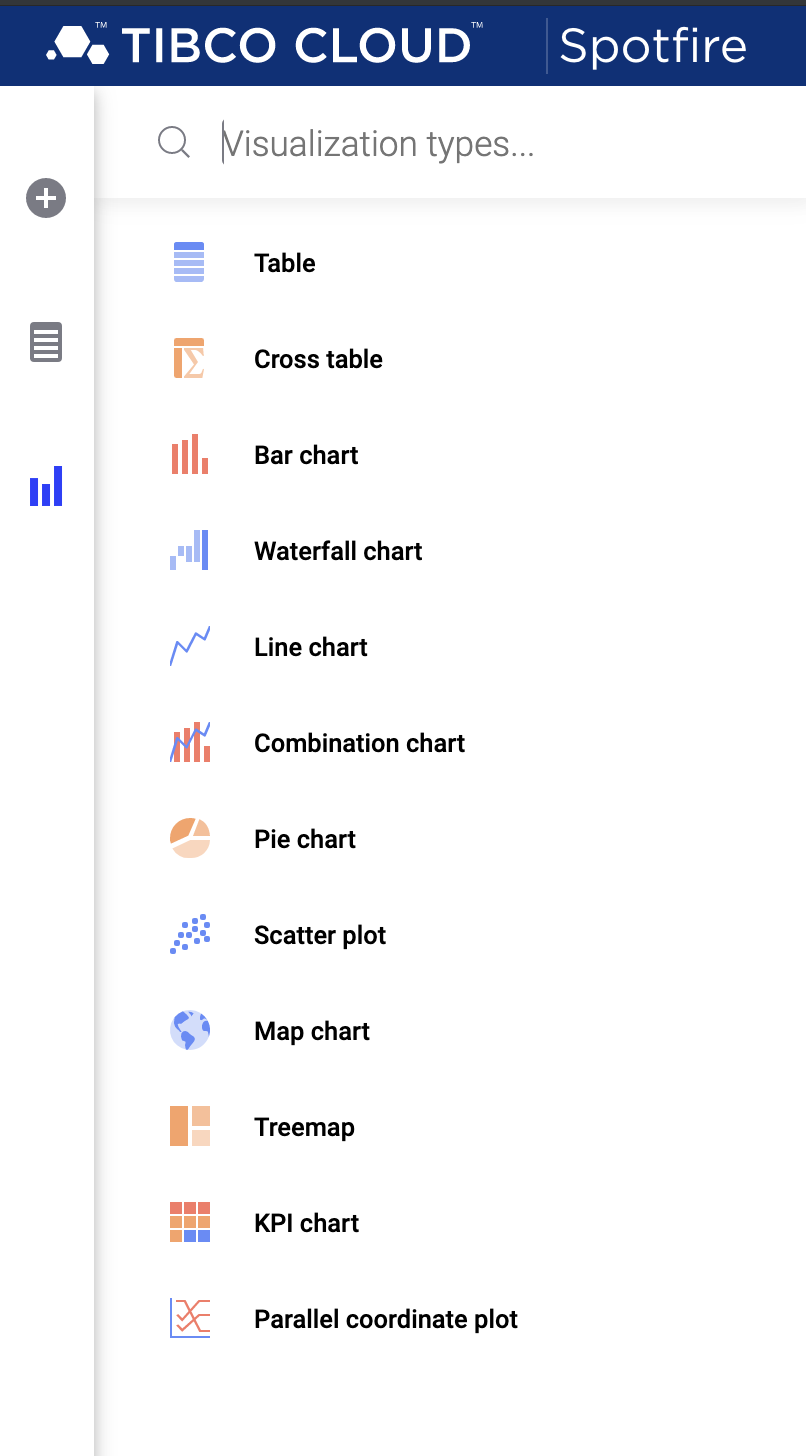 TIBCO CLOUD™ Spotfire
Visualization types...
Table
Cross table
Bar chart
Waterfall chart
Line chart
Combination chart
Pie chart
Scatter plot
Map chart
Treemap
KPI chart
Parallel coordinate plot